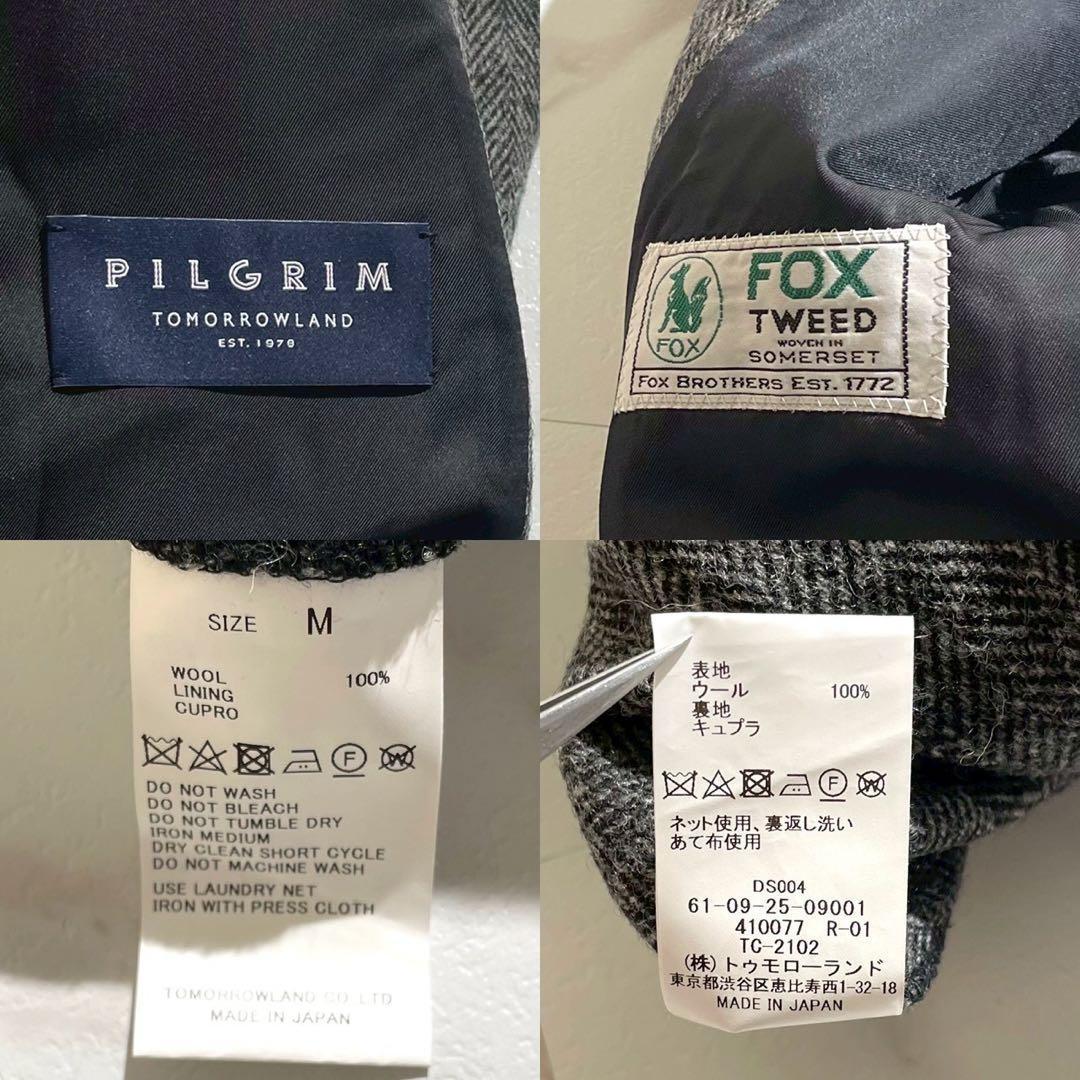 PILGRIM
TOMORROWLAND
EST. 1978
FOX
FOX
TWEED
WOVEN IN
SOMERSET
FOX BROTHERS EST. 1772
SIZE M
WOOL 100%
LINING
CUPRO
F W
DO NOT WASH
DO NOT BLEACH
DO NOT TUMBLE DRY
IRON MEDIUM
DRY CLEAN SHORT CYCLE
DO NOT MACHINE WASH
USE LAUNDRY NET
IRON WITH PRESS CLOTH
TOMORROWLAND CO.,LTD
MADE IN JAPAN
表地
ウール 100%
裏地
キュプラ
F W
ネット使用、裏返し洗い
あて布使用
DS004
61-09-25-09001
410077 R-01
TC-2102
(株)トゥモローランド
東京都渋谷区恵比寿西1-32-18
MADE IN JAPAN